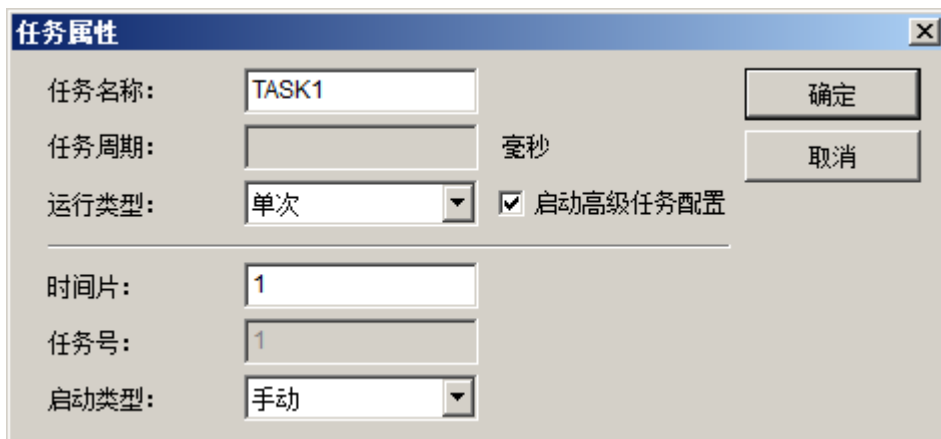 任务属性
任务名称： TASK1 确定
任务周期： 毫秒 取消
运行类型： 单次 启动高级任务配置
时间片： 1
任务号： 1
启动类型： 手动